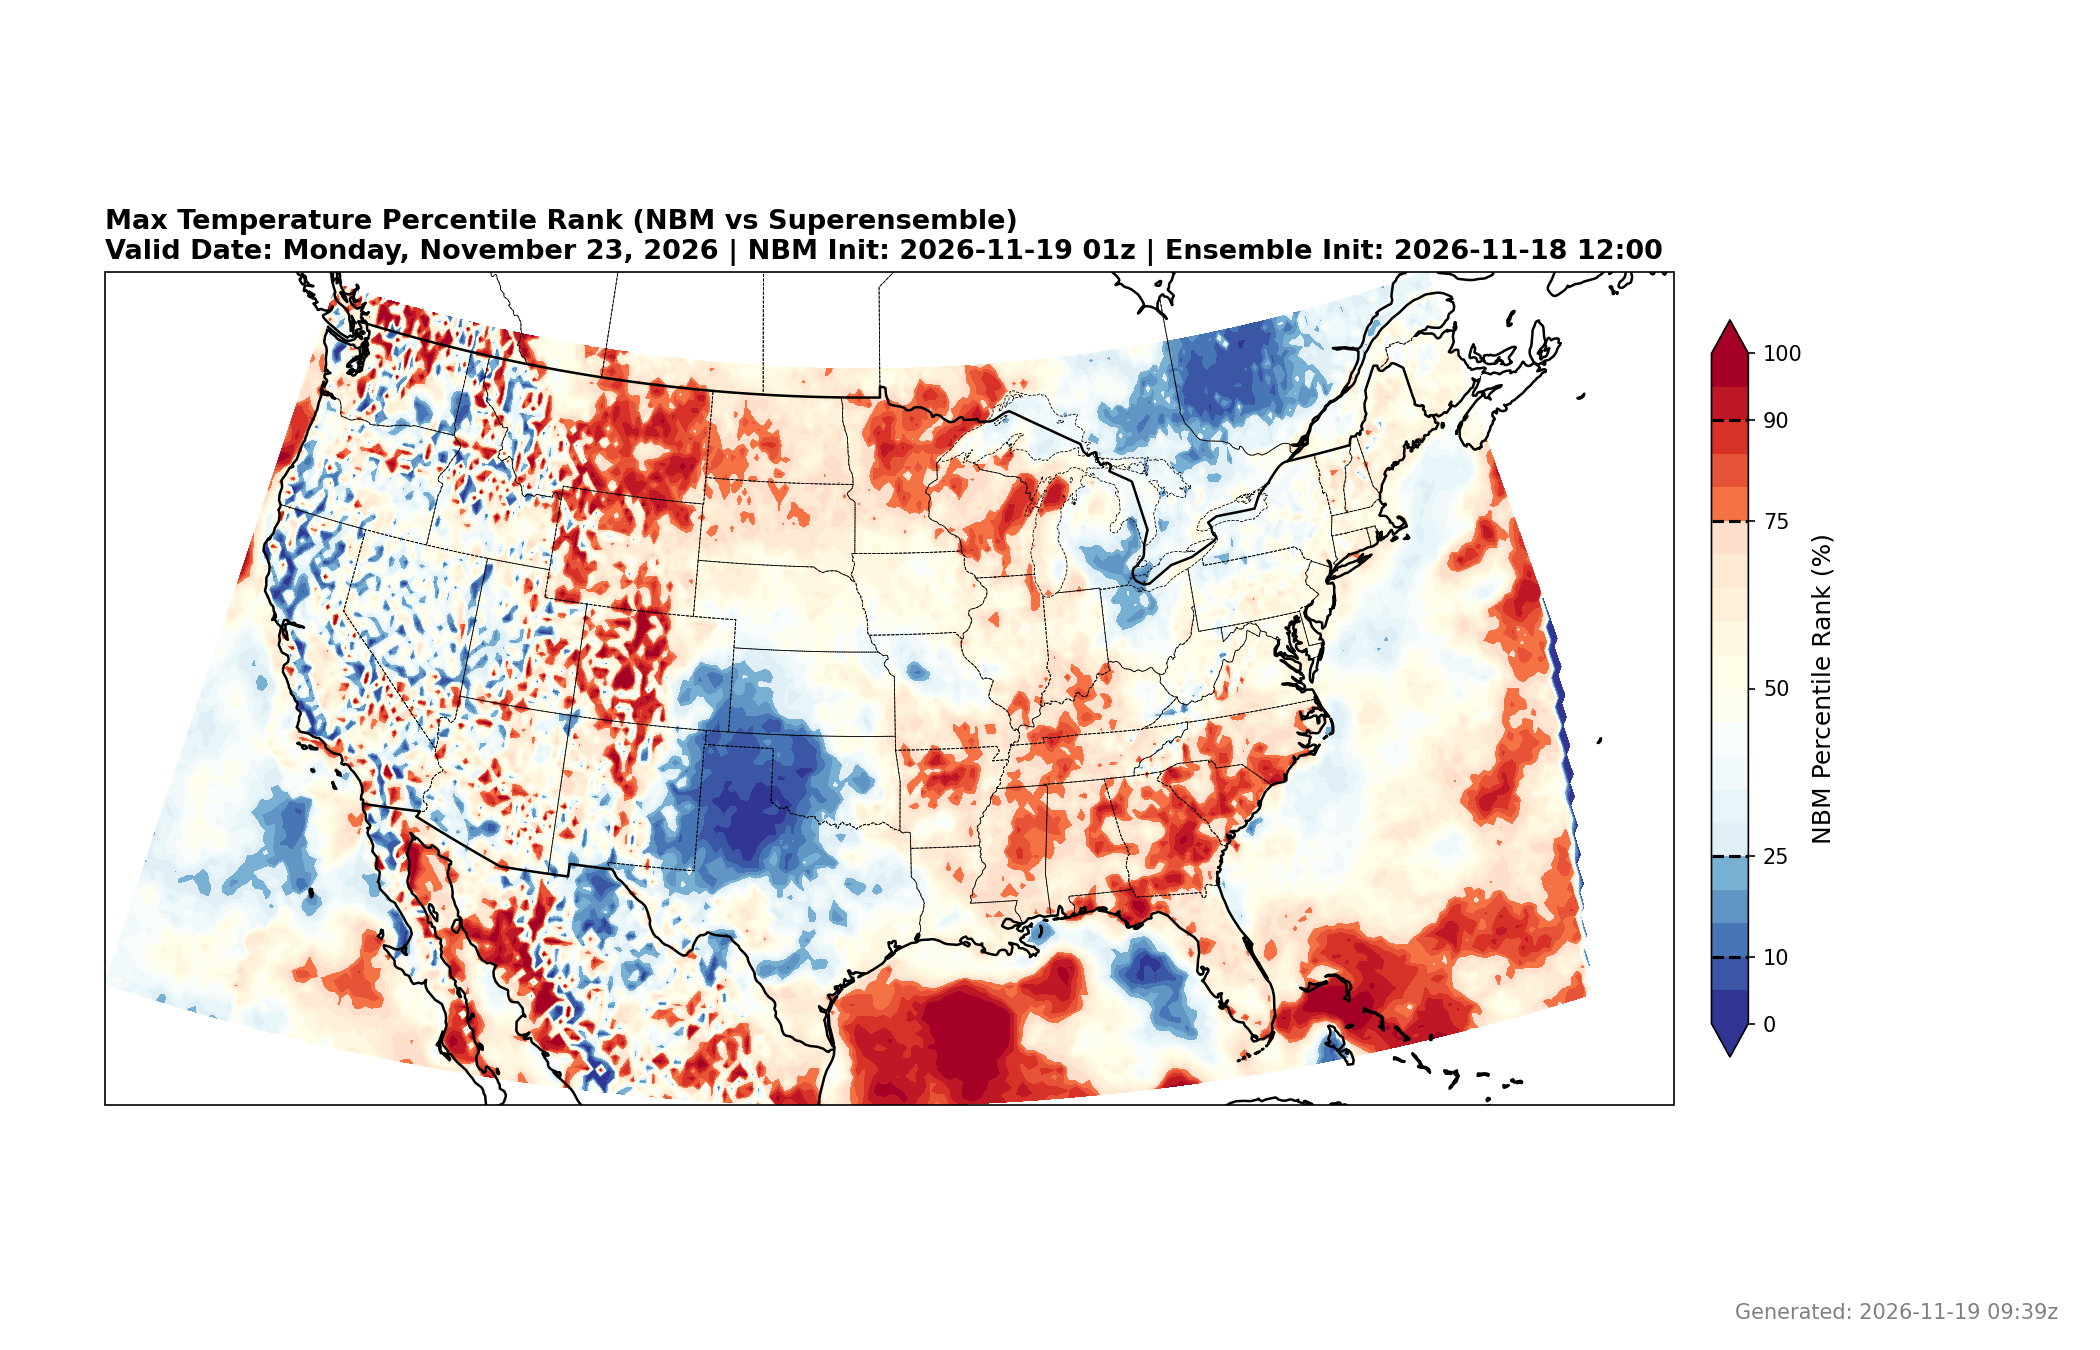 Max Temperature Percentile Rank (NBM vs Superensemble)
Valid Date: Monday, November 23, 2026 | NBM Init: 2026-11-19 01z | Ensemble Init: 2026-11-18 12:00
100
90
75
50
25
10
0
NBM Percentile Rank (%)
Generated: 2026-11-19 09:39z